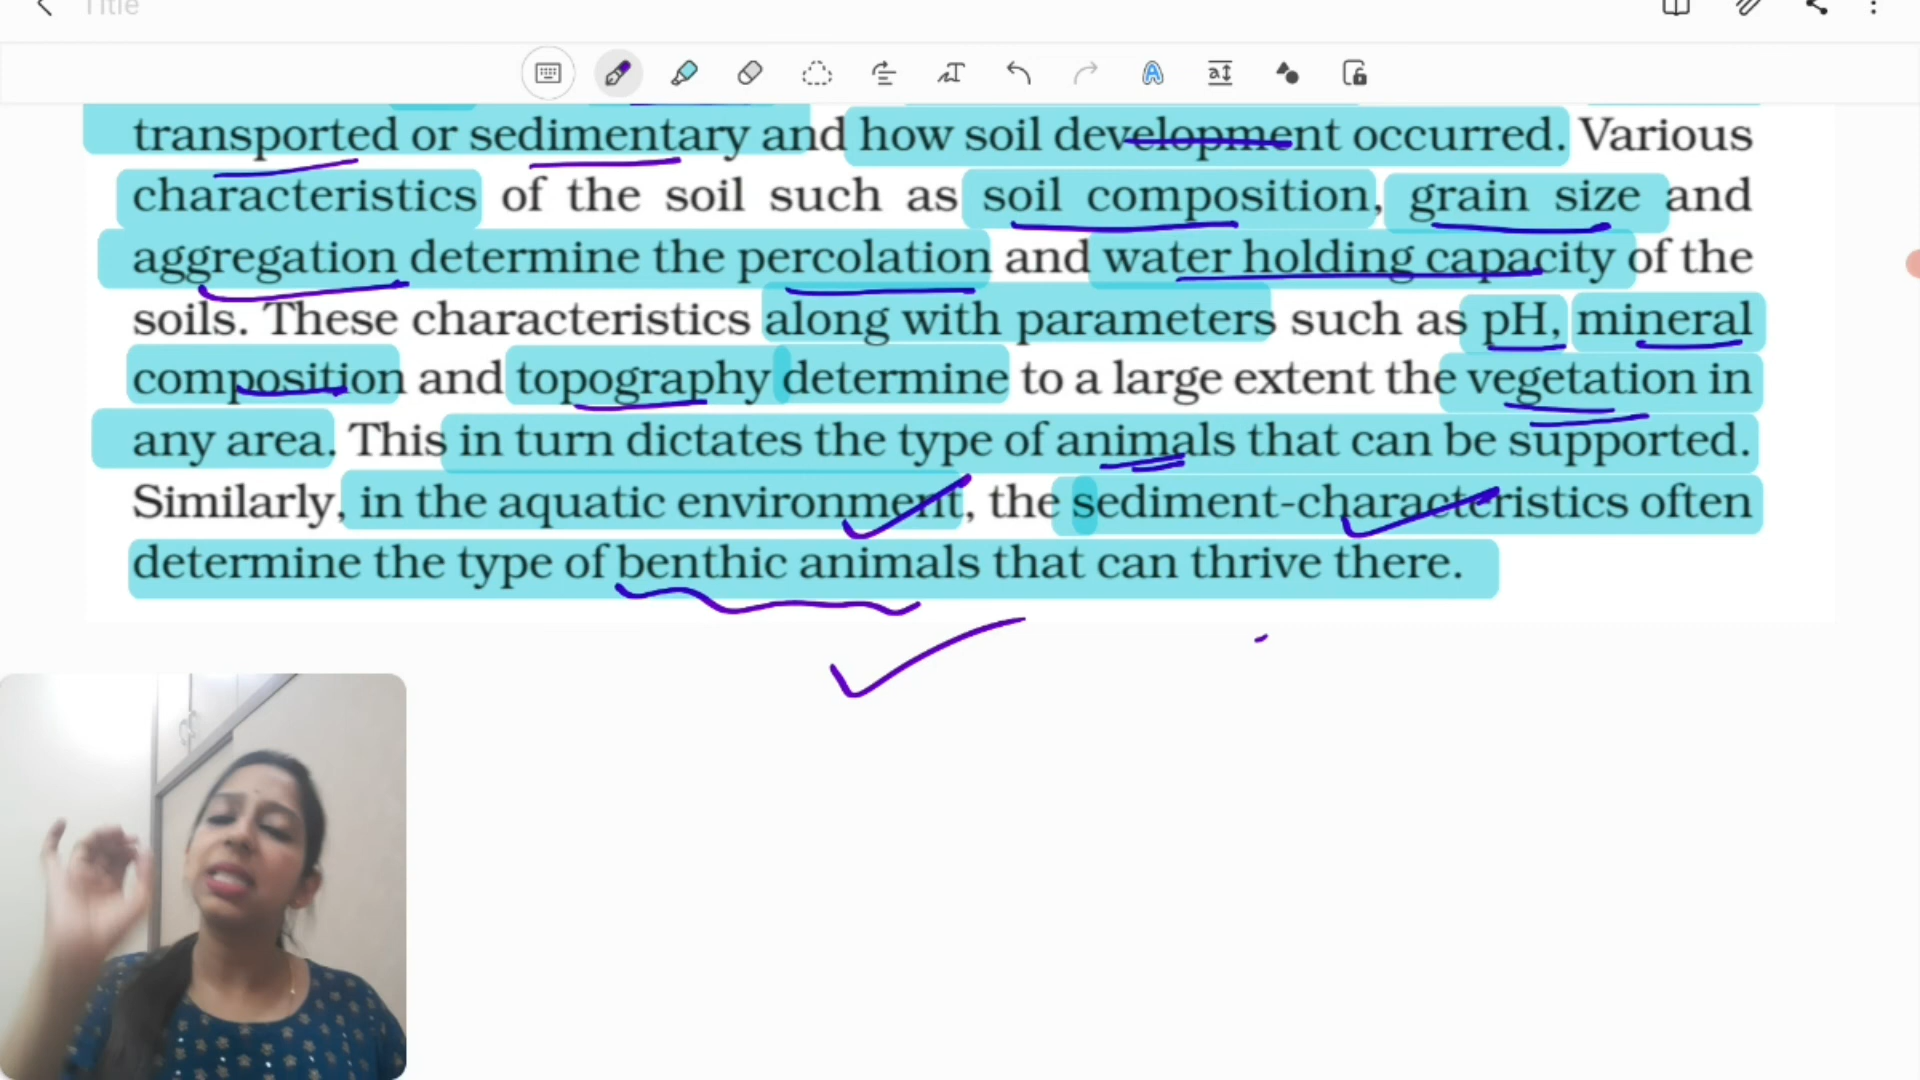 Title
transported or sedimentary and how soil development occurred. Various
characteristics of the soil such as soil composition, grain size and
aggregation determine the percolation and water holding capacity of the
soils. These characteristics along with parameters such as pH, mineral
composition and topography determine to a large extent the vegetation in
any area. This in turn dictates the type of animals that can be supported.
Similarly, in the aquatic environment, the sediment-characteristics often
determine the type of benthic animals that can thrive there.